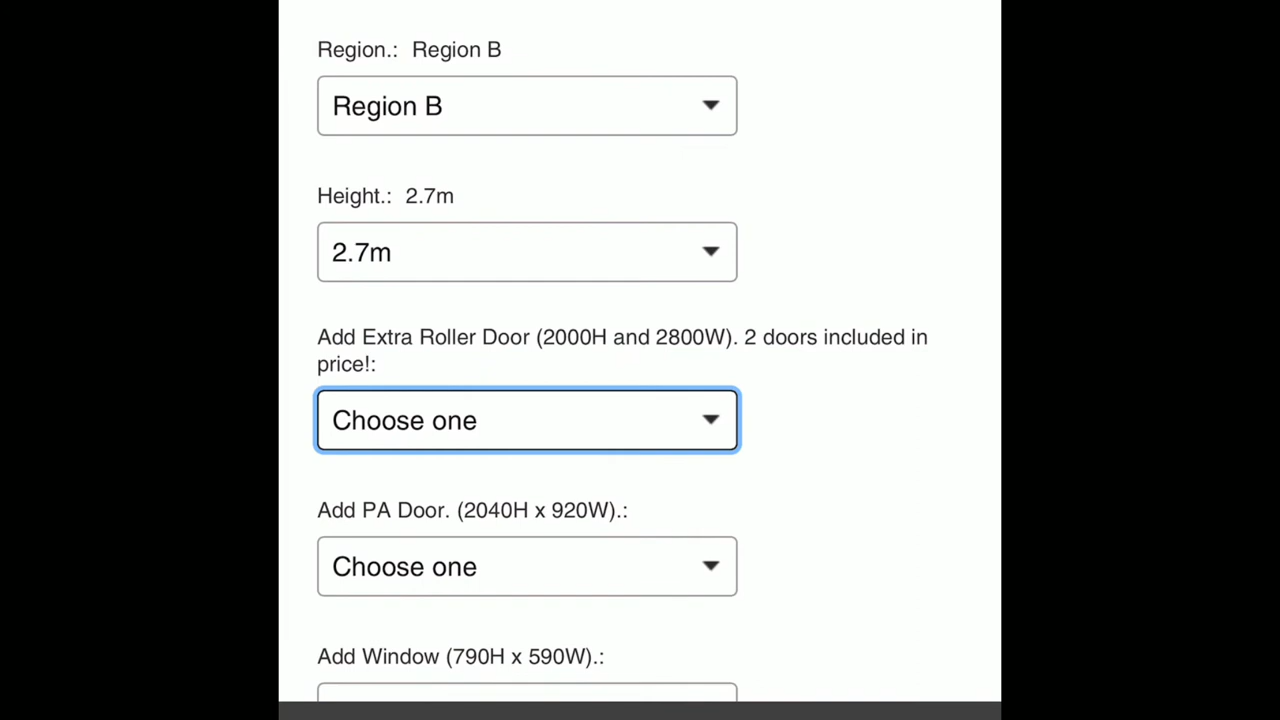 Region.: Region B
Region B
Height.: 2.7m
2.7m
Add Extra Roller Door (2000H and 2800W). 2 doors included in
price!:
Choose one
Add PA Door. (2040H x 920W).:
Choose one
Add Window (790H x 590W).: